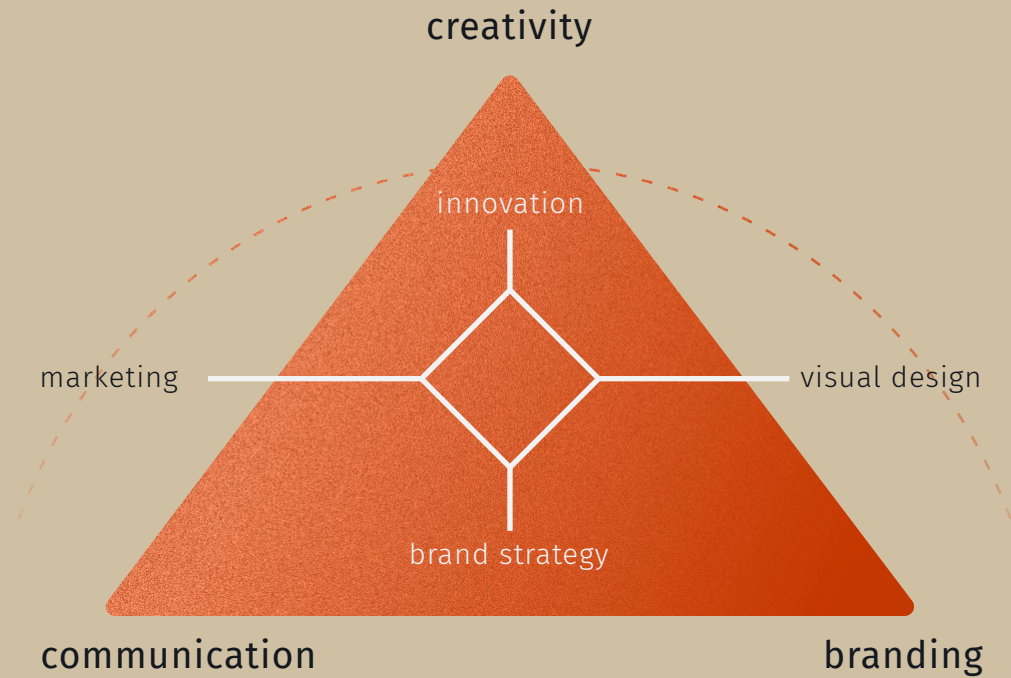 creativity
innovation
marketing
visual design
brand strategy
communication
branding